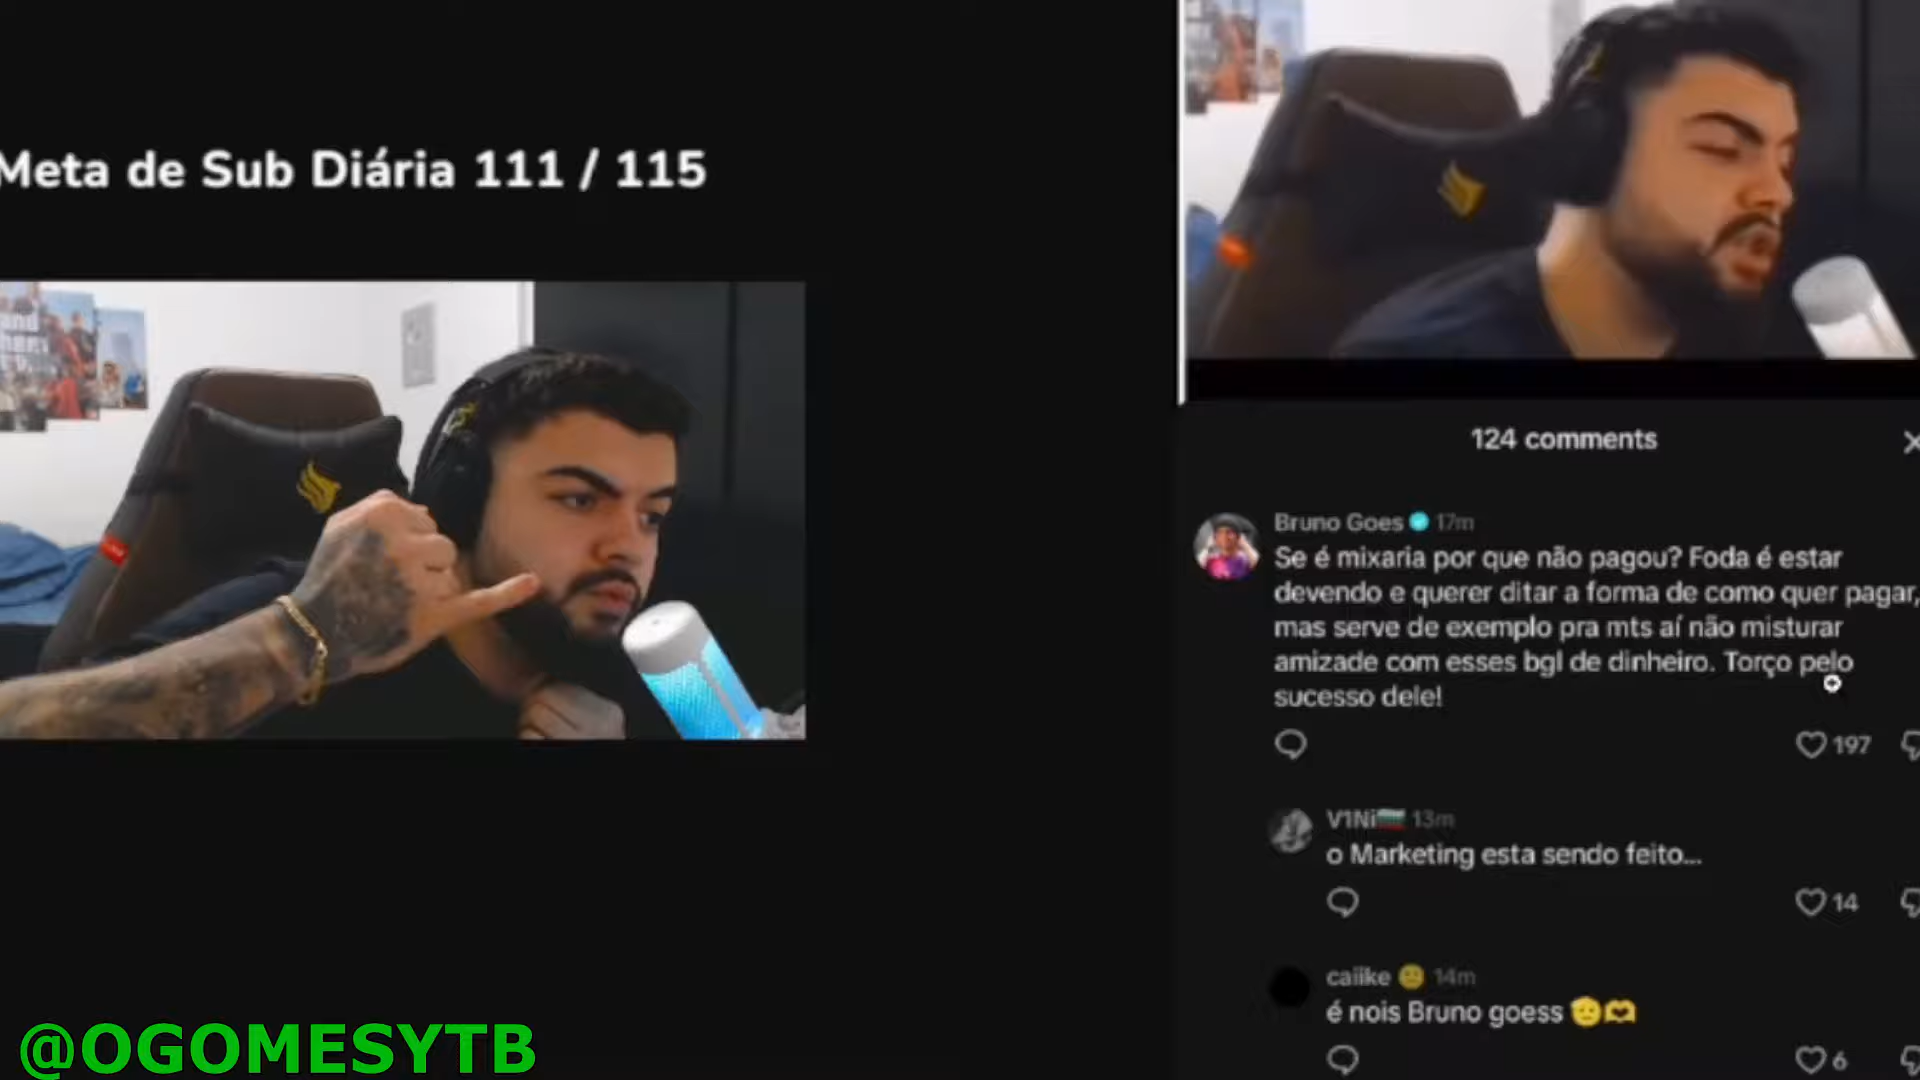 Meta de Sub Diária 111 / 115
124 comments
Bruno Goes 17m
Se é mixaria por que não pagou? Foda é estar
devendo e querer ditar a forma de como quer pagar,
mas serve de exemplo pra mts aí não misturar
amizade com esses bgl de dinheiro. Torço pelo
sucesso dele!
197
V1Ni 13m
o Marketing esta sendo feito...
14
caiike 14m
é nois Bruno goess 🫡🫶
6
@OGOMESYTB